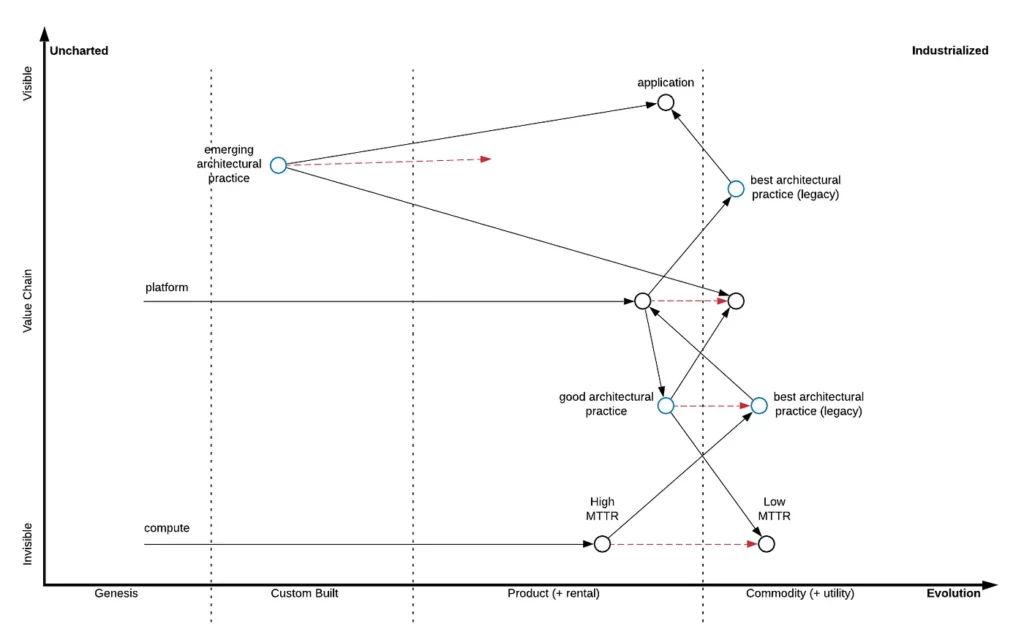 Uncharted
Industrialized
Visible
application
emerging
architectural
practice
best architectural
practice (legacy)
Value Chain
platform
good architectural
practice
best architectural
practice (legacy)
High
MTTR
Low
MTTR
Invisible
compute
Genesis
Custom Built
Product (+ rental)
Commodity (+ utility)
Evolution